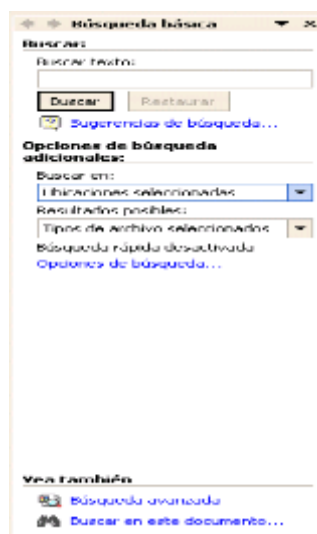 Búsqueda básica
Buscar:
Buscar texto:
Buscar
Restaurar
Sugerencias de búsqueda...
Opciones de búsqueda
adicionales:
Buscar en:
Ubicaciones seleccionadas
Resultados posibles:
Tipos de archivo seleccionados
Búsqueda rápida desactivada
Opciones de búsqueda...
Vea también
Búsqueda avanzada
Buscar en este documento...